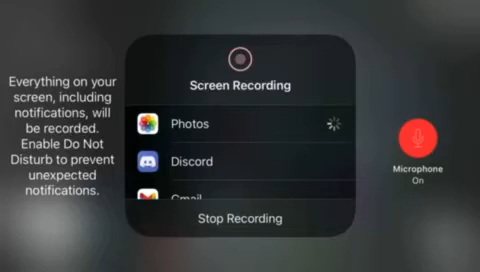 Everything on your
screen, including
notifications, will
be recorded.
Enable Do Not
Disturb to prevent
unexpected
notifications.
Screen Recording
Photos
Discord
Gmail
Stop Recording
Microphone
On